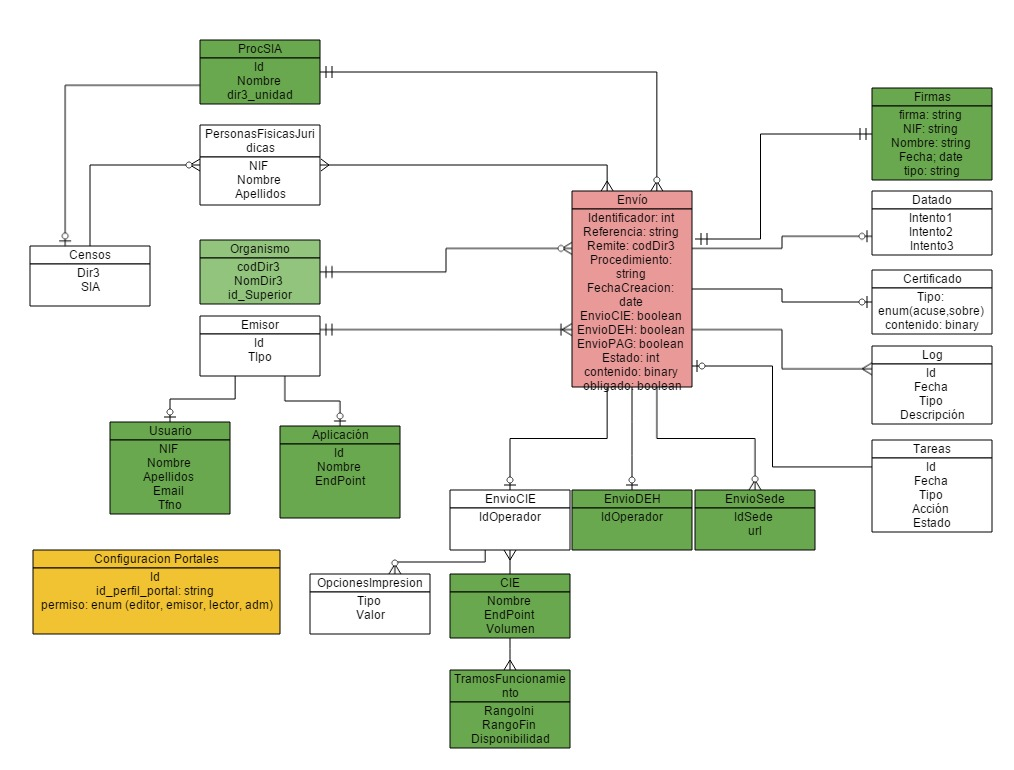 ProcSIA
Id
Nombre
dir3_unidad
PersonasFisicasJuri
dicas
NIF
Nombre
Apellidos
Censos
Dir3
SIA
Organismo
codDir3
NomDir3
id_Superior
Emisor
Id
TIpo
Usuario
NIF
Nombre
Apellidos
Email
Tfno
Aplicación
Id
Nombre
EndPoint
Configuracion Portales
Id
id_perfil_portal: string
permiso: enum (editor, emisor, lector, adm)
Envío
Identificador: int
Referencia: string
Remite: codDir3
Procedimiento:
string
FechaCreacion:
date
EnvioCIE: boolean
EnvioDEH: boolean
EnvioPAG: boolean
Estado: int
contenido: binary
obligado: boolean
Firmas
firma: string
NIF: string
Nombre: string
Fecha; date
tipo: string
Datado
Intento1
Intento2
Intento3
Certificado
Tipo:
enum(acuse,sobre)
contenido: binary
Log
Id
Fecha
Tipo
Descripción
Tareas
Id
Fecha
Tipo
Acción
Estado
EnvioCIE
IdOperador
EnvioDEH
IdOperador
EnvioSede
IdSede
url
OpcionesImpresion
Tipo
Valor
CIE
Nombre
EndPoint
Volumen
TramosFuncionamie
nto
RangoIni
RangoFin
Disponibilidad